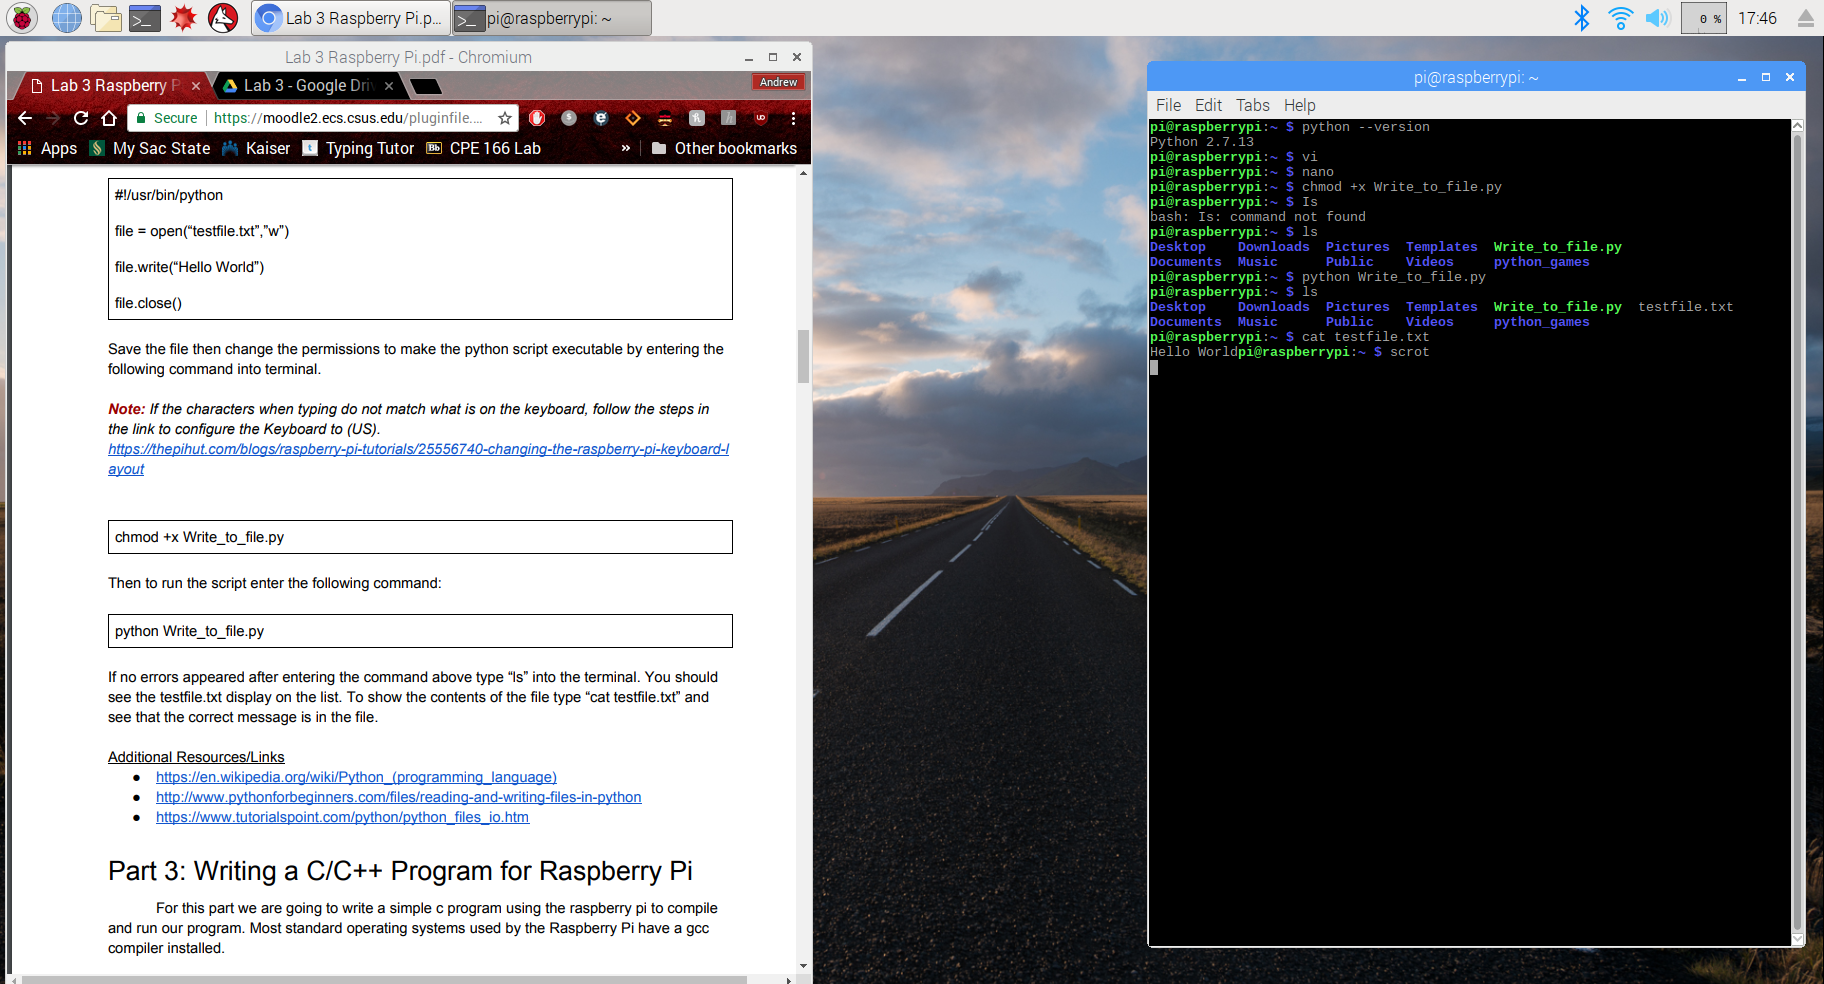 Lab 3 Raspberry Pi.p...
pi@raspberrypi: ~
0 %
17:46
Lab 3 Raspberry Pi.pdf - Chromium
Lab 3 Raspberry P
Lab 3 - Google Driv
Andrew
Secure
https://moodle2.ecs.csus.edu/pluginfile....
Apps
My Sac State
Kaiser
Typing Tutor
Bb
CPE 166 Lab
»
Other bookmarks
#!/usr/bin/python
file = open(“testfile.txt”,”w”)
file.write(“Hello World”)
file.close()
Save the file then change the permissions to make the python script executable by entering the
following command into terminal.
Note: If the characters when typing do not match what is on the keyboard, follow the steps in
the link to configure the Keyboard to (US).
https://thepihut.com/blogs/raspberry-pi-tutorials/25556740-changing-the-raspberry-pi-keyboard-l
ayout
chmod +x Write_to_file.py
Then to run the script enter the following command:
python Write_to_file.py
If no errors appeared after entering the command above type “ls” into the terminal. You should
see the testfile.txt display on the list. To show the contents of the file type “cat testfile.txt” and
see that the correct message is in the file.
Additional Resources/Links
● https://en.wikipedia.org/wiki/Python_(programming_language)
● http://www.pythonforbeginners.com/files/reading-and-writing-files-in-python
● https://www.tutorialspoint.com/python/python_files_io.htm
Part 3: Writing a C/C++ Program for Raspberry Pi
For this part we are going to write a simple c program using the raspberry pi to compile
and run our program. Most standard operating systems used by the Raspberry Pi have a gcc
compiler installed.
pi@raspberrypi: ~
File Edit Tabs Help
pi@raspberrypi:~ $ python --version
Python 2.7.13
pi@raspberrypi:~ $ vi
pi@raspberrypi:~ $ nano
pi@raspberrypi:~ $ chmod +x Write_to_file.py
pi@raspberrypi:~ $ Is
bash: Is: command not found
pi@raspberrypi:~ $ ls
Desktop Downloads Pictures Templates Write_to_file.py
Documents Music Public Videos python_games
pi@raspberrypi:~ $ python Write_to_file.py
pi@raspberrypi:~ $ ls
Desktop Downloads Pictures Templates Write_to_file.py testfile.txt
Documents Music Public Videos python_games
pi@raspberrypi:~ $ cat testfile.txt
Hello Worldpi@raspberrypi:~ $ scrot